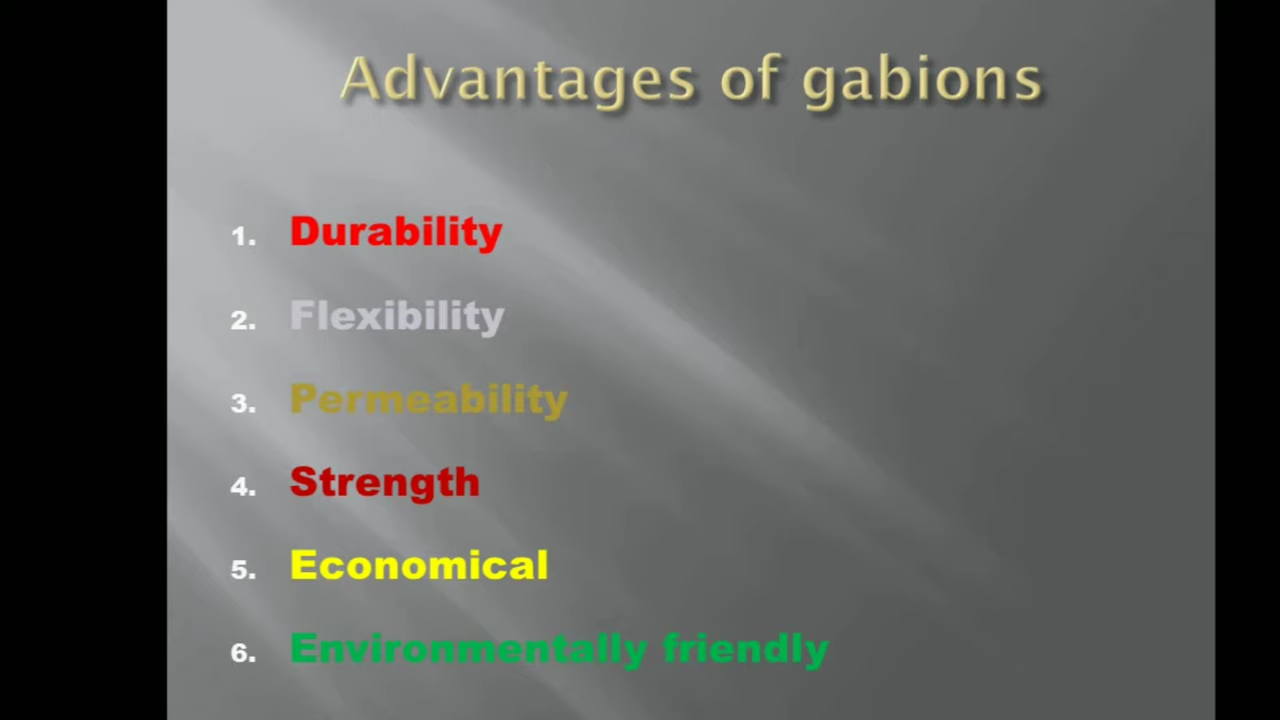 Advantages of gabions
1. Durability
2. Flexibility
3. Permeability
4. Strength
5. Economical
6. Environmentally friendly